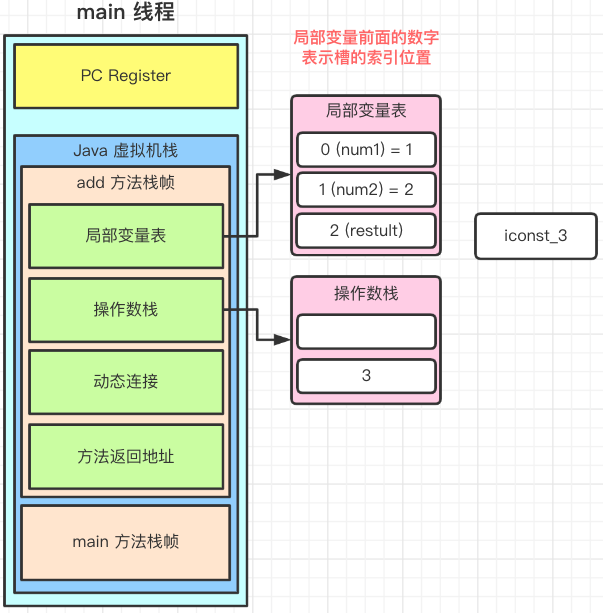 main 线程
PC Register
Java 虚拟机栈
add 方法栈帧
局部变量表
操作数栈
动态连接
方法返回地址
main 方法栈帧
局部变量前面的数字
表示槽的索引位置
局部变量表
0 (num1) = 1
1 (num2) = 2
2 (restult)
操作数栈
3
iconst_3